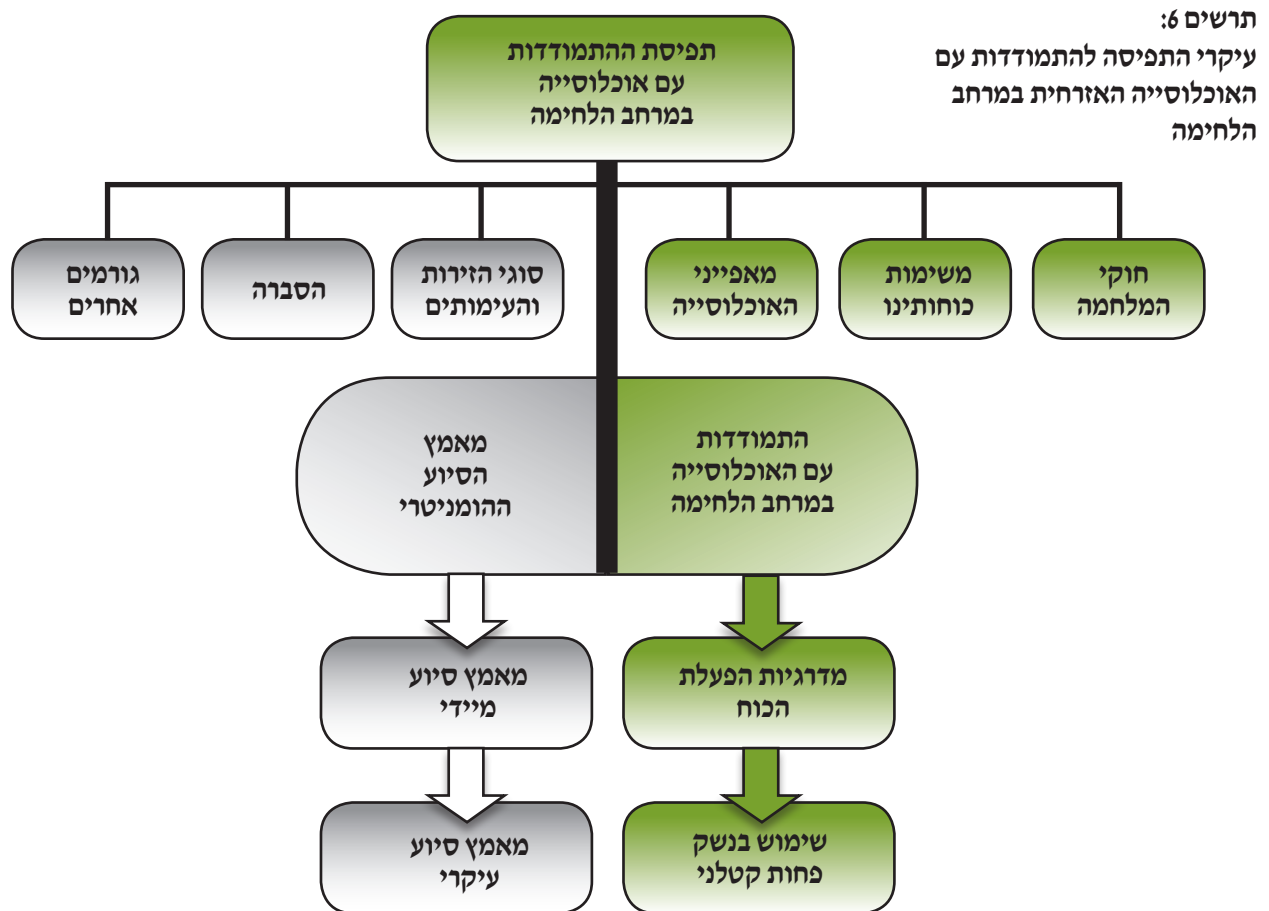 תרשים 6:
עיקרי התפיסה להתמודדות עם
האוכלוסייה האזרחית במרחב
הלחימה
תפיסת ההתמודדות
עם אוכלוסייה
במרחב הלחימה
חוקי
המלחמה
משימות
כוחותינו
מאפייני
האוכלוסייה
סוגי הזירות
והעימותים
הסברה
גורמים
אחרים
התמודדות
עם האוכלוסייה
במרחב הלחימה
מאמץ
הסיוע
ההומניטרי
מדרגיות הפעלת
הכוח
מאמץ סיוע
מיידי
שימוש בנשק
פחות קטלני
מאמץ סיוע
עיקרי